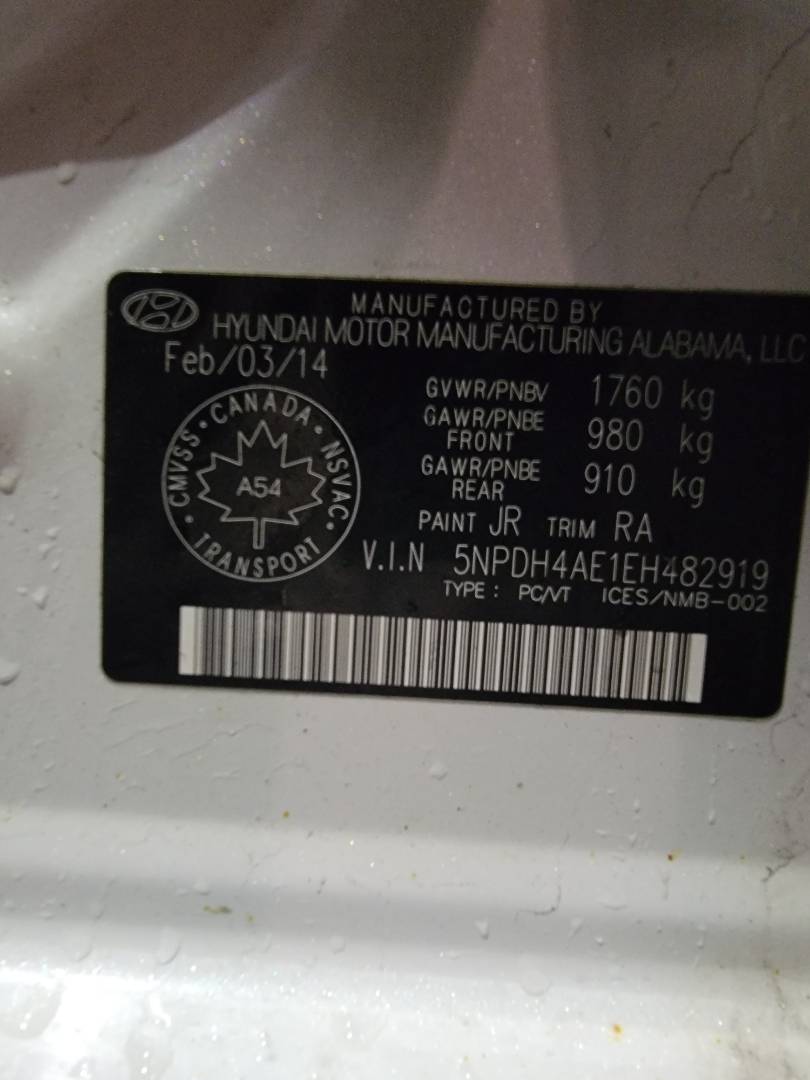 MANUFACTURED BY
HYUNDAI MOTOR MANUFACTURING ALABAMA, LLC
Feb/03/14
GVWR/PNBV 1760 kg
GAWR/PNBE FRONT 980 kg
GAWR/PNBE REAR 910 kg
PAINT JR TRIM RA
V.I.N 5NPDH4AE1EH482919
TYPE: PC/VT ICES/NMB-002
CMVSS • CANADA • NSVAC • TRANSPORT •
A54